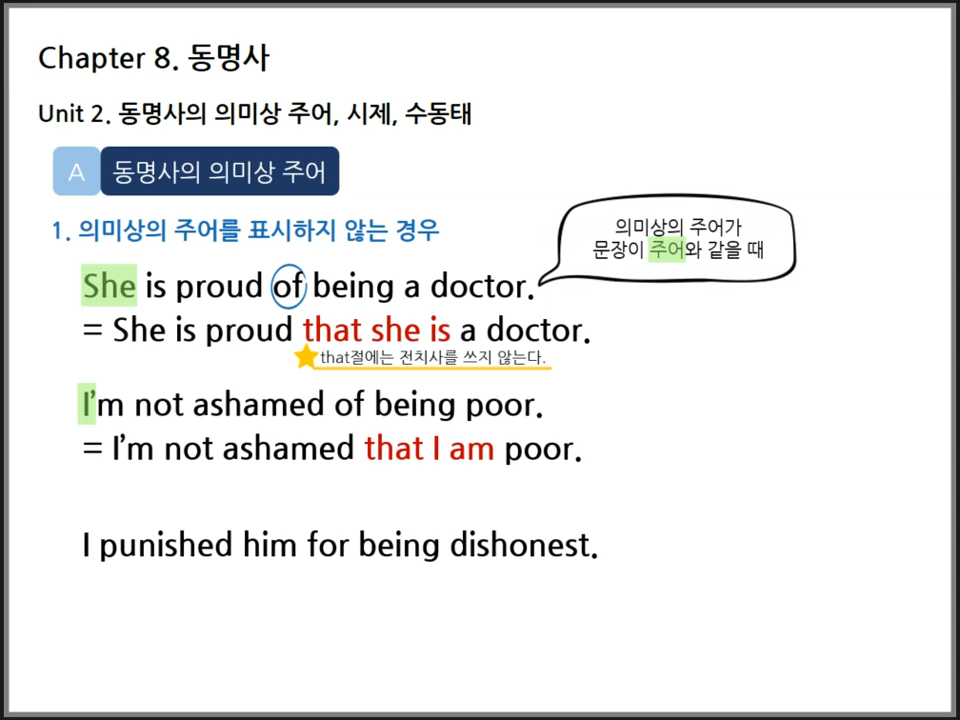 Chapter 8. 동명사
Unit 2. 동명사의 의미상 주어, 시제, 수동태
A 동명사의 의미상 주어
1. 의미상의 주어를 표시하지 않는 경우
의미상의 주어가
문장이 주어와 같을 때
She is proud of being a doctor.
= She is proud that she is a doctor.
that절에는 전치사를 쓰지 않는다.
I'm not ashamed of being poor.
= I'm not ashamed that I am poor.
I punished him for being dishonest.